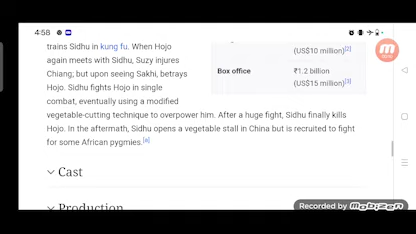 4:58
trains Sidhu in kung fu. When Hojo
again meets with Sidhu, Suzy injures
Chiang; but upon seeing Sakhi, betrays
Hojo. Sidhu fights Hojo in single
combat, eventually using a modified
vegetable-cutting technique to overpower him. After a huge fight, Sidhu finally kills
Hojo. In the aftermath, Sidhu opens a vegetable stall in China but is recruited to fight
for some African pygmies.[6]
(US$10 million)[2]
Box office
₹1.2 billion
(US$15 million)[3]
Cast
Production
Recorded by
mobizen